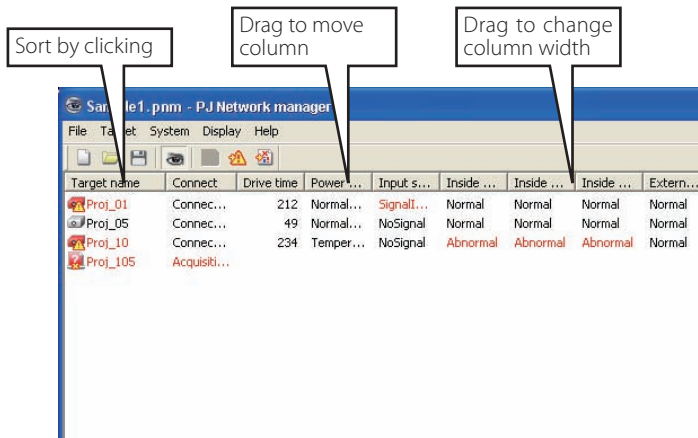 Sort by clicking
Drag to move
column
Drag to change
column width
Sample1.pnm - PJ Network manager
File Target System Display Help
Target name Connect Drive time Power ... Input s... Inside ... Inside ... Inside ... Extern...
Proj_01 Connec... 212 Normal... SignalI... Normal Normal Normal Normal
Proj_05 Connec... 49 Normal... NoSignal Normal Normal Normal Normal
Proj_10 Connec... 234 Temper... NoSignal Abnormal Abnormal Abnormal Normal
Proj_105 Acquisiti...